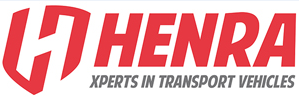 HENRA
XPERTS IN TRANSPORT VEHICLES